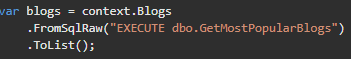 var blogs = context.Blogs
.FromSqlRaw("EXECUTE dbo.GetMostPopularBlogs")
.ToList();